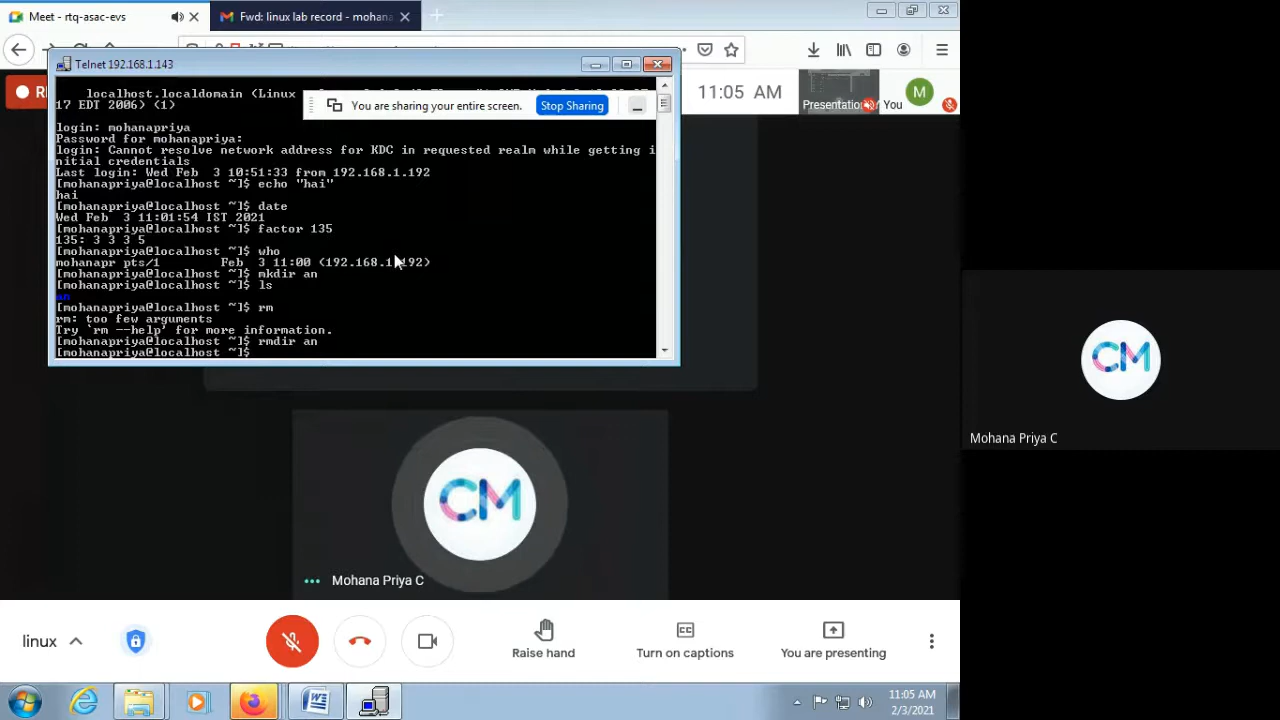 Meet - rtq-asac-evs
Fwd: linux lab record - mohana
Telnet 192.168.1.143
localhost.localdomain (Linux
17 EDT 2006) (1)
You are sharing your entire screen.
Stop Sharing
login: mohanapriya
Password for mohanapriya:
login: Cannot resolve network address for KDC in requested realm while getting i
nitial credentials
Last login: Wed Feb 3 10:51:33 from 192.168.1.192
[mohanapriya@localhost ~]$ echo "hai"
hai
[mohanapriya@localhost ~]$ date
Wed Feb 3 11:01:54 IST 2021
[mohanapriya@localhost ~]$ factor 135
135: 3 3 3 5
[mohanapriya@localhost ~]$ who
mohanapr pts/1 Feb 3 11:00 (192.168.1.192)
[mohanapriya@localhost ~]$ mkdir an
[mohanapriya@localhost ~]$ ls
an
[mohanapriya@localhost ~]$ rm
rm: too few arguments
Try `rm --help' for more information.
[mohanapriya@localhost ~]$ rmdir an
[mohanapriya@localhost ~]$
11:05 AM
Presentation
You
M
CM
Mohana Priya C
CM
Mohana Priya C
linux
Raise hand
Turn on captions
You are presenting
11:05 AM
2/3/2021